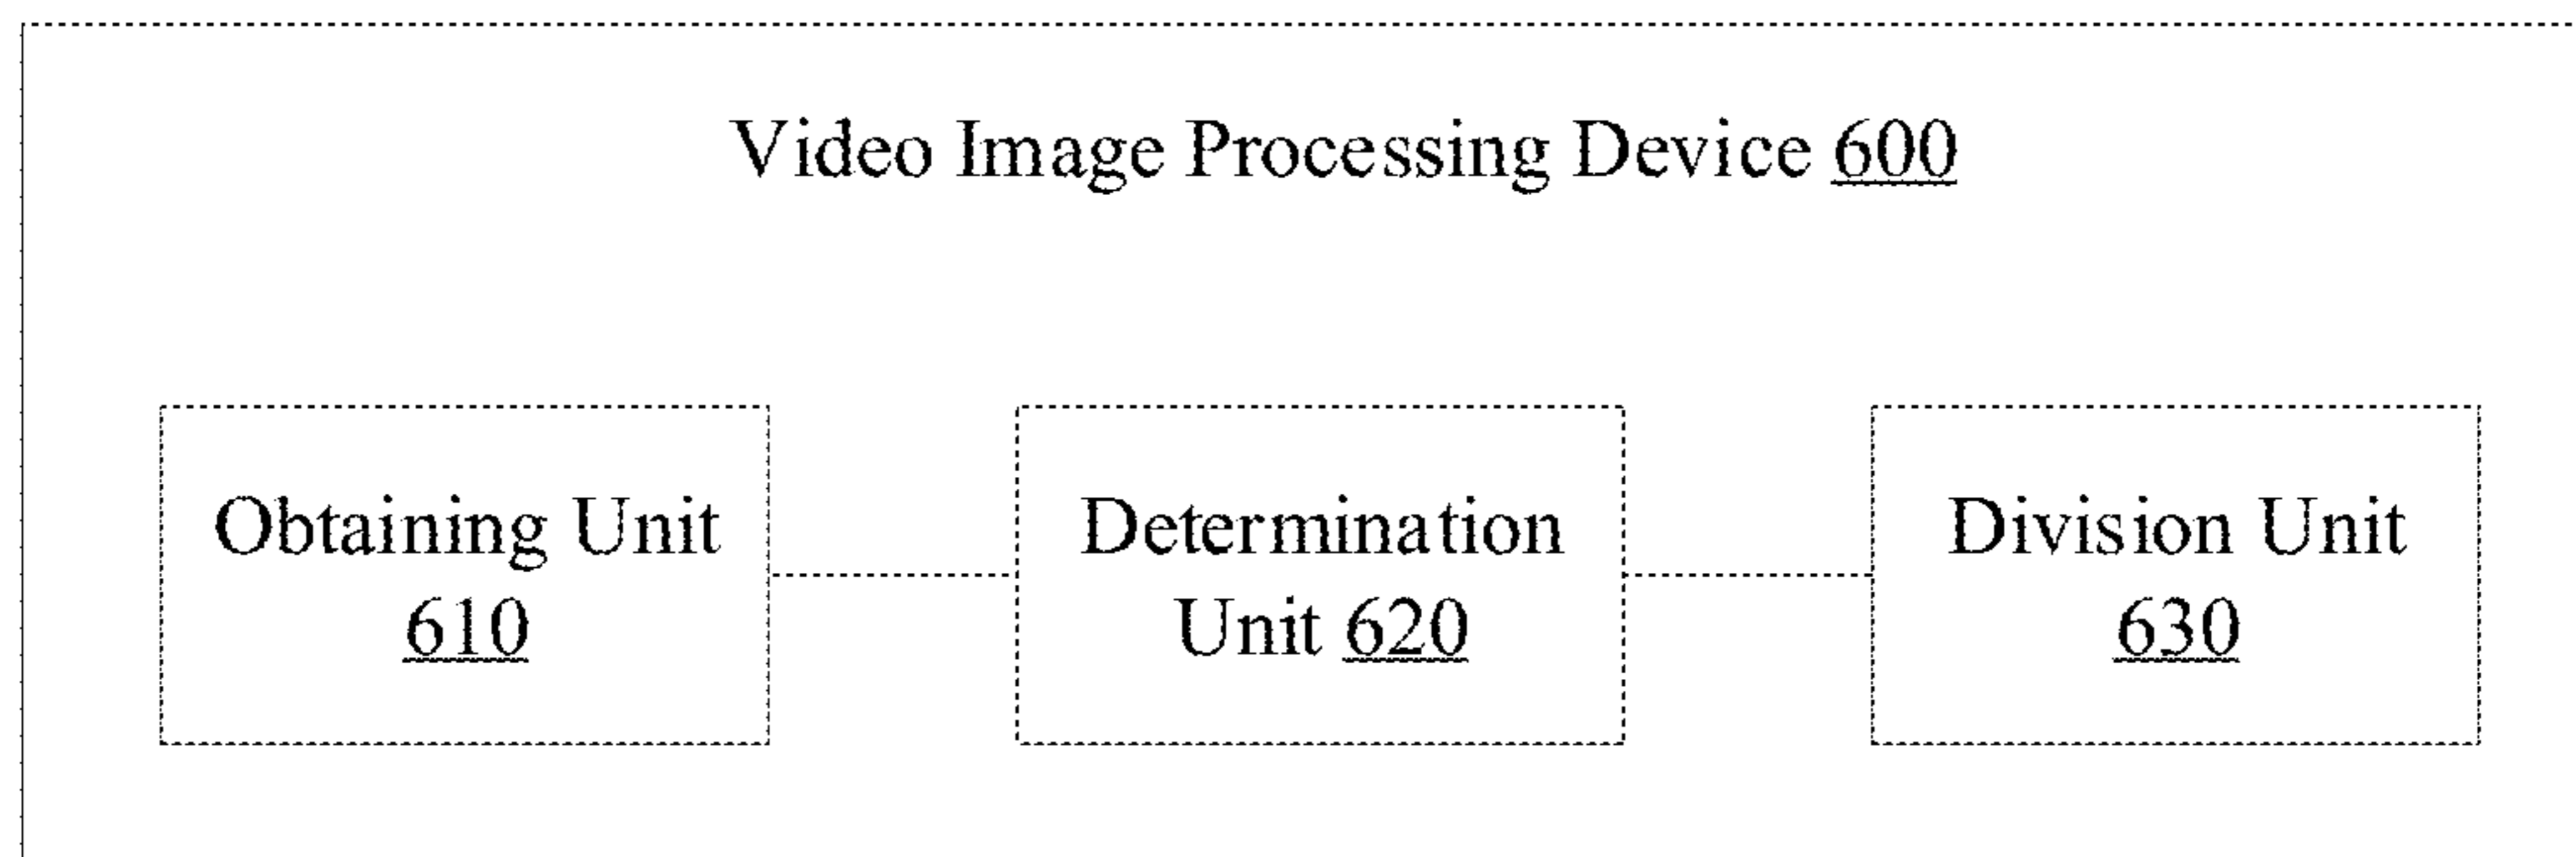 Video Image Processing Device 600
Obtaining Unit
610
Determination
Unit 620
Division Unit
630